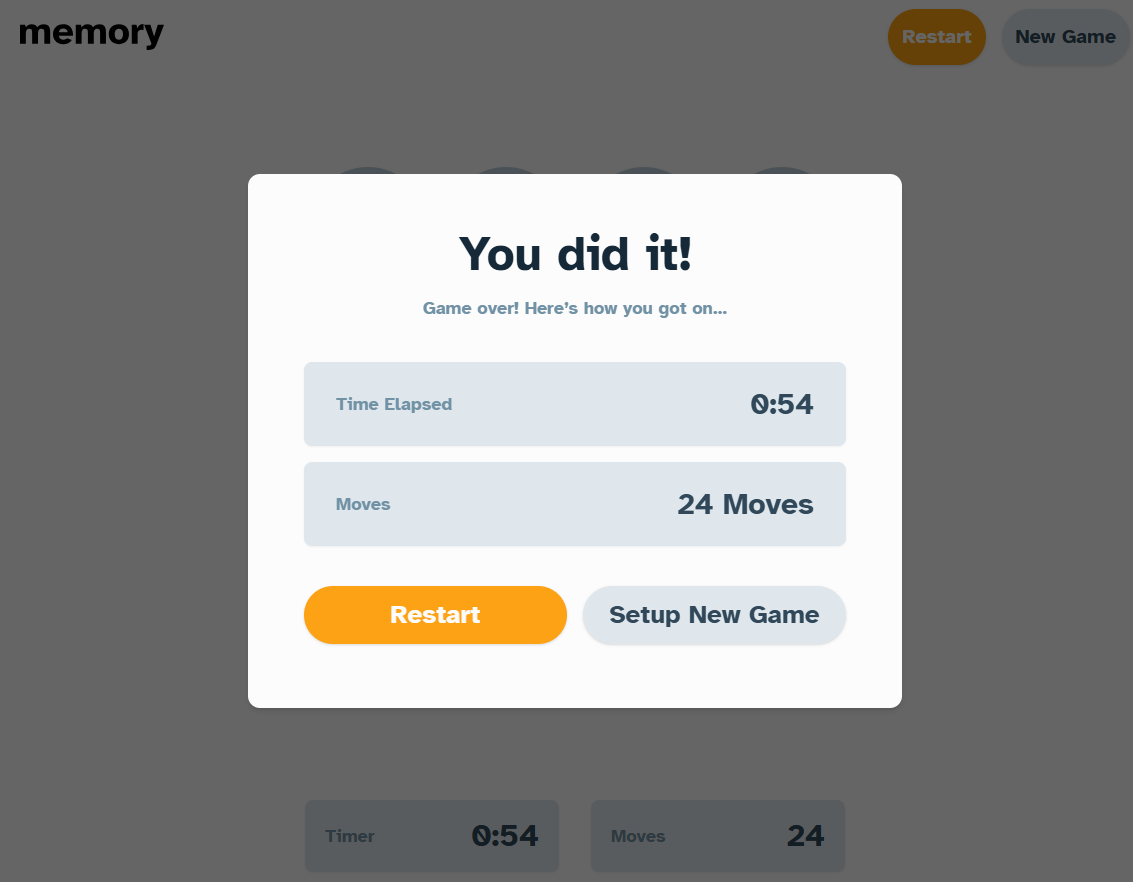 memory
Restart
New Game
You did it!
Game over! Here’s how you got on…
Time Elapsed
0:54
Moves
24 Moves
Restart
Setup New Game
Timer
0:54
Moves
24